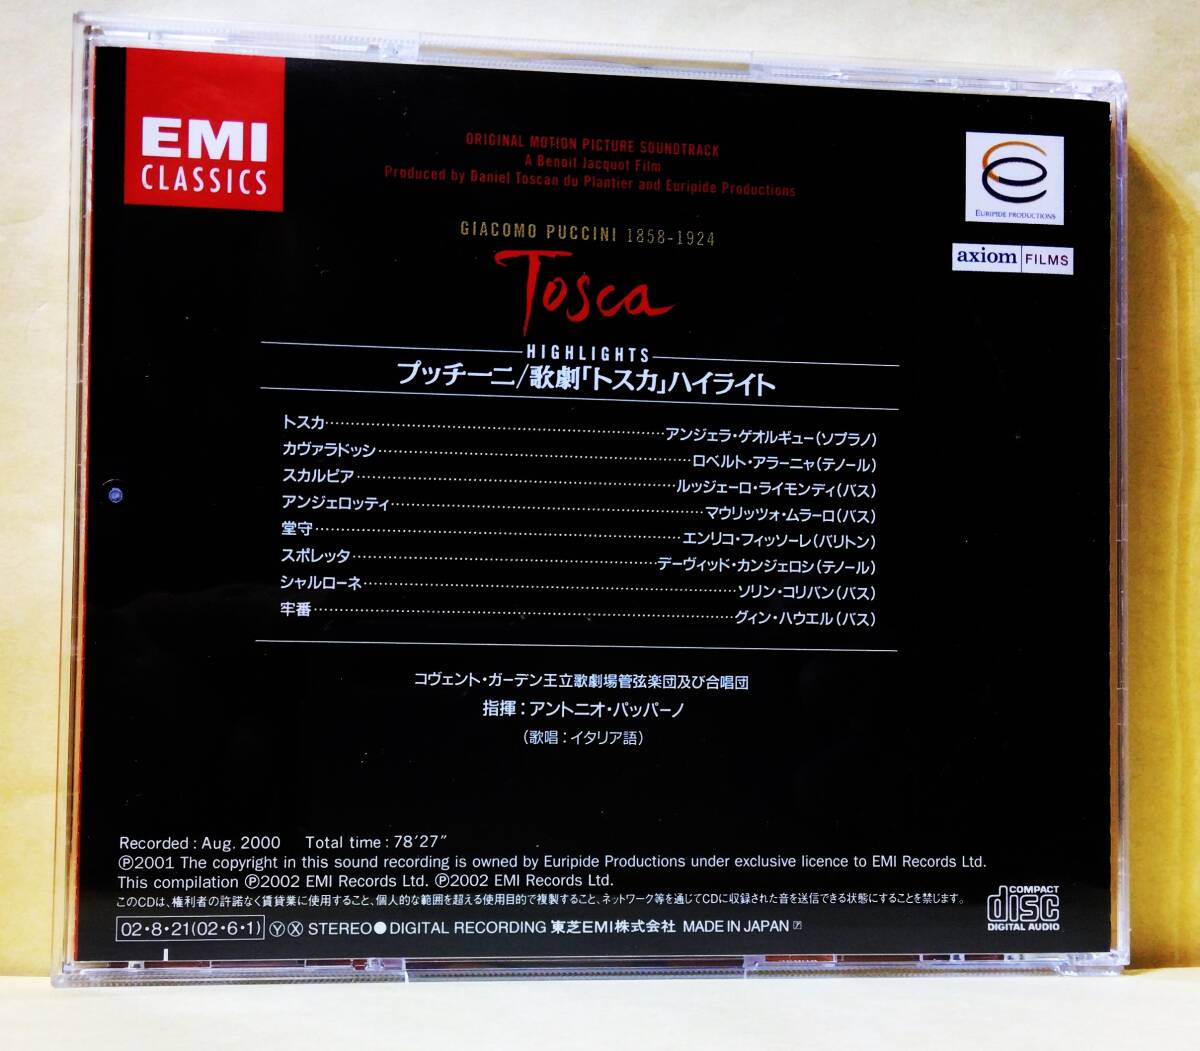 EMI
CLASSICS
ORIGINAL MOTION PICTURE SOUNDTRACK
A Benoit Jacquot Film
Produced by Daniel Toscan du Plantier and Euripide Productions
EURIPIDE PRODUCTIONS
axiom FILMS
GIACOMO PUCCINI 1858-1924
Tosca
HIGHLIGHTS
プッチーニ/歌劇「トスカ」ハイライト
トスカ……アンジェラ・ゲオルギュー(ソプラノ)
カヴァラドッシ……ロベルト・アラーニャ(テノール)
スカルピア……ルッジェーロ・ライモンディ(バス)
アンジェロッティ……マウリッツォ・ムラーロ(バス)
堂守……エンリコ・フィッソーレ(バリトン)
スポレッタ……デーヴィッド・カンジェロシ(テノール)
シャルローネ……ソリン・コリバン(バス)
牢番……グィン・ハウエル(バス)
コヴェント・ガーデン王立歌劇場管弦楽団及び合唱団
指揮：アントニオ・パッパーノ
(歌唱：イタリア語)
Recorded : Aug. 2000 Total time : 78'27"
℗2001 The copyright in this sound recording is owned by Euripide Productions under exclusive licence to EMI Records Ltd.
This compilation ℗2002 EMI Records Ltd. ℗2002 EMI Records Ltd.
このCDは、権利者の許諾なく賃貸業に使用すること、個人的な範囲を超える使用目的で複製すること、ネットワーク等を通じてCDに収録された音を送信できる状態にすることを禁じます。
02・8・21(02・6・1) Ⓨ Ⓧ STEREO●DIGITAL RECORDING 東芝EMI株式会社 MADE IN JAPAN
COMPACT
disc
DIGITAL AUDIO